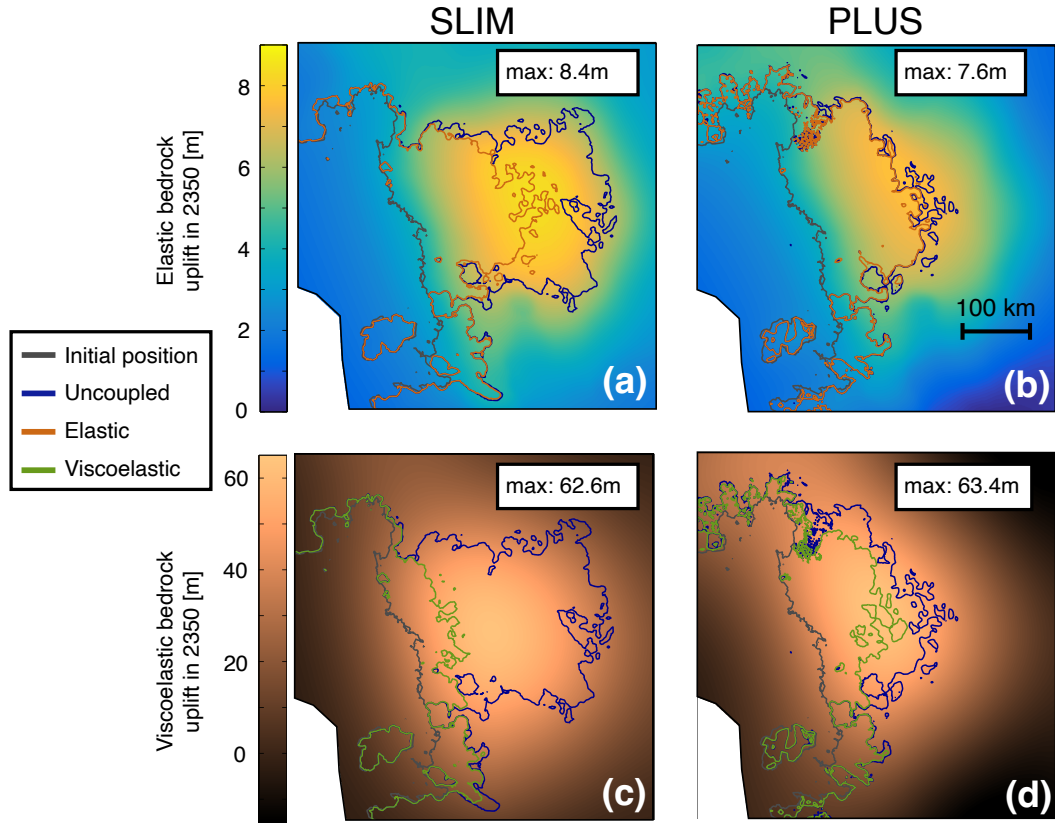 SLIM
PLUS
max: 8.4m
max: 7.6m
Elastic bedrock
uplift in 2350 [m]
8
6
4
2
0
100 km
(a)
(b)
Initial position
Uncoupled
Elastic
Viscoelastic
max: 62.6m
max: 63.4m
Viscoelastic bedrock
uplift in 2350 [m]
60
40
20
0
(c)
(d)